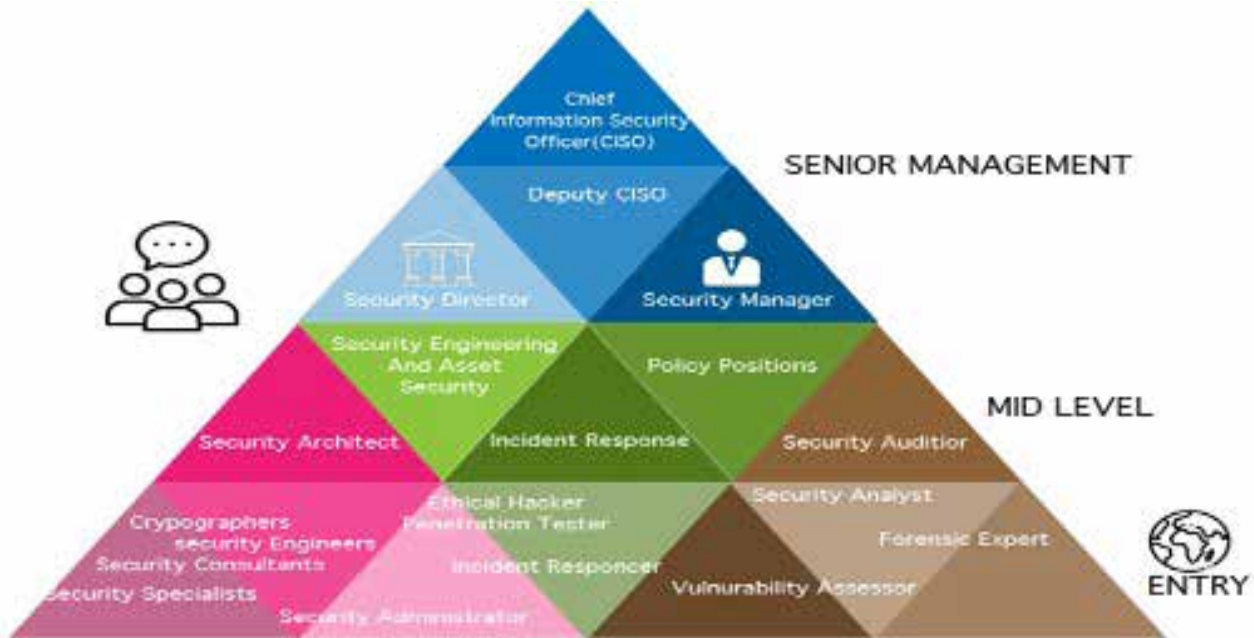 Chief
Information Security
Officer(CISO)
SENIOR MANAGEMENT
Deputy CISO
Security Director
Security Manager
Security Engineering
And Asset
Security
Policy Positions
MID LEVEL
Security Architect
Incident Response
Security Auditior
Crypographers
security Engineers
Security Consultants
Security Specialists
Ethical Hacker
Penetration Tester
Incident Responcer
Security Administrator
Security Analyst
Forensic Expert
Vulnurability Assessor
ENTRY